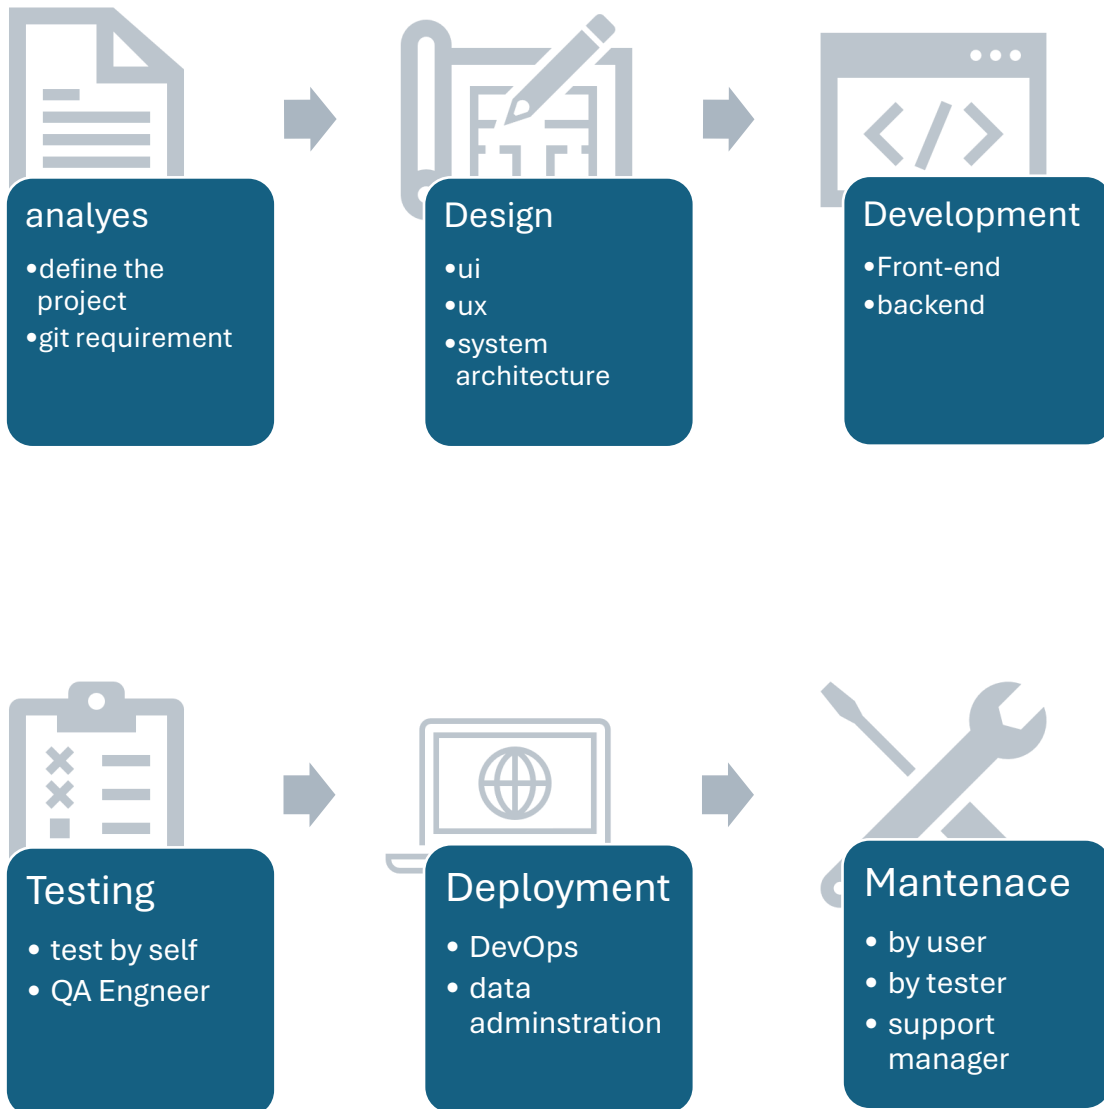 analyes
•define the
project
•git requirement
Design
•ui
•ux
•system
architecture
Development
•Front-end
•backend
Testing
• test by self
• QA Engneer
Deployment
• DevOps
• data
adminstration
Mantenace
• by user
• by tester
• support
manager